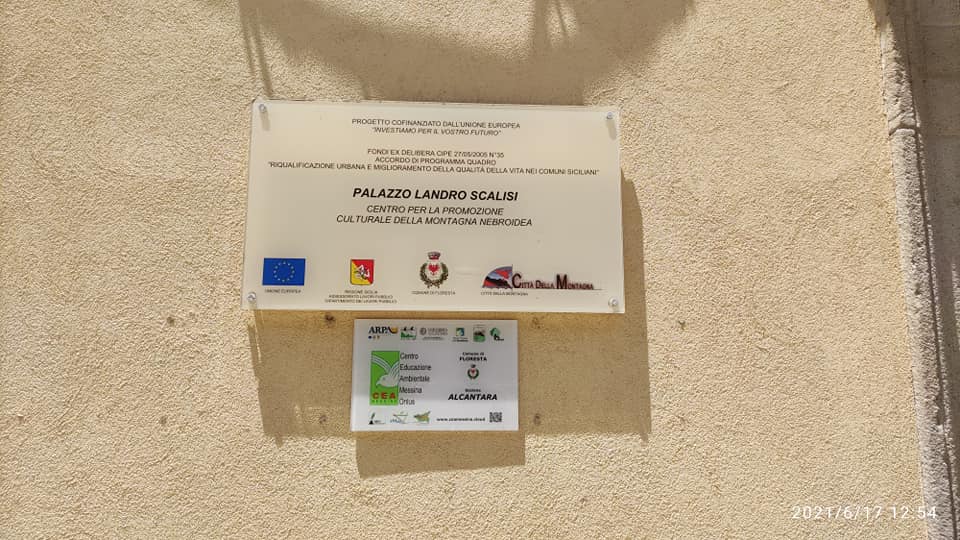 PROGETTO COFINANZIATO DALL'UNIONE EUROPEA
"INVESTIAMO PER IL VOSTRO FUTURO"
FONDI EX DELIBERA CIPE 27/05/2005 N°35
ACCORDO DI PROGRAMMA QUADRO
"RIQUALIFICAZIONE URBANA E MIGLIORAMENTO DELLA QUALITÀ DELLA VITA NEI COMUNI SICILIANI"
PALAZZO LANDRO SCALISI
CENTRO PER LA PROMOZIONE
CULTURALE DELLA MONTAGNA NEBROIDEA
CITTÀ DELLA MONTAGNA
UNIONE EUROPEA
REGIONE SICILIA
ASSESSORATO LAVORI PUBBLICI
DIPARTIMENTO DEI LAVORI PUBBLICI
COMUNE DI FLORESTA
CITTÀ DELLA MONTAGNA
ARPA
Centro
Educazione
Ambientale
Messina
Onlus
CEA
MESSINA
Comune di
FLORESTA
ALCANTARA
www.ceamessina.cloud
2021/6/17 12:54